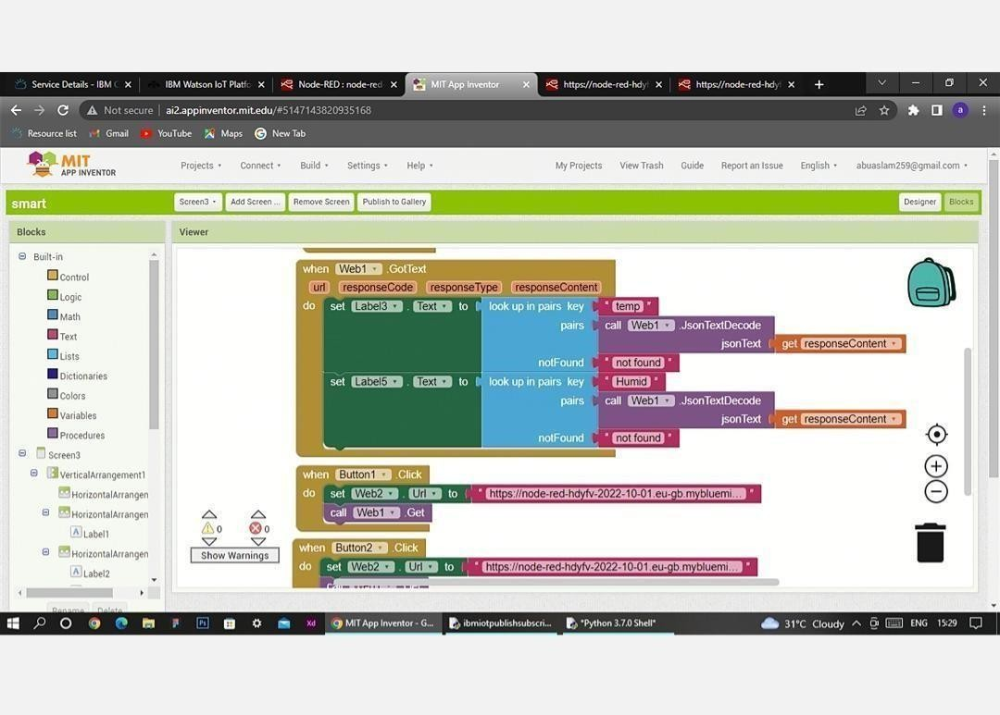 Service Details - IBM C
IBM Watson IoT Platfo
Node-RED : node-red
MIT App Inventor
https://node-red-hdyf
https://node-red-hdyf
Not secure | ai2.appinventor.mit.edu/#5147143820935168
a
Resource list Gmail YouTube Maps New Tab
MIT
APP INVENTOR
Projects Connect Build Settings Help My Projects View Trash Guide Report an Issue English abuaslam259@gmail.com
smart Screen3 Add Screen ... Remove Screen Publish to Gallery Designer Blocks
Blocks Viewer
Built-in
Control
Logic
Math
Text
Lists
Dictionaries
Colors
Variables
Procedures
Screen3
VerticalArrangement1
HorizontalArrangen
HorizontalArrangen
Label1
HorizontalArrangen
Label2
Rename Delete
when Web1 .GotText
url responseCode responseType responseContent
do set Label3 . Text to look up in pairs key " temp "
pairs call Web1 .JsonTextDecode
jsonText get responseContent
notFound " not found "
set Label5 . Text to look up in pairs key " Humid "
pairs call Web1 .JsonTextDecode
jsonText get responseContent
notFound " not found "
when Button1 .Click
do set Web2 . Url to " https://node-red-hdyfv-2022-10-01.eu-gb.mybluemi... "
call Web1 .Get
when Button2 .Click
do set Web2 . Url to " https://node-red-hdyfv-2022-10-01.eu-gb.mybluemi... "
0 0
Show Warnings
Ps Xd MIT App Inventor - G... ibmiotpublishsubscri... *Python 3.7.0 Shell* 31°C Cloudy ENG 15:29